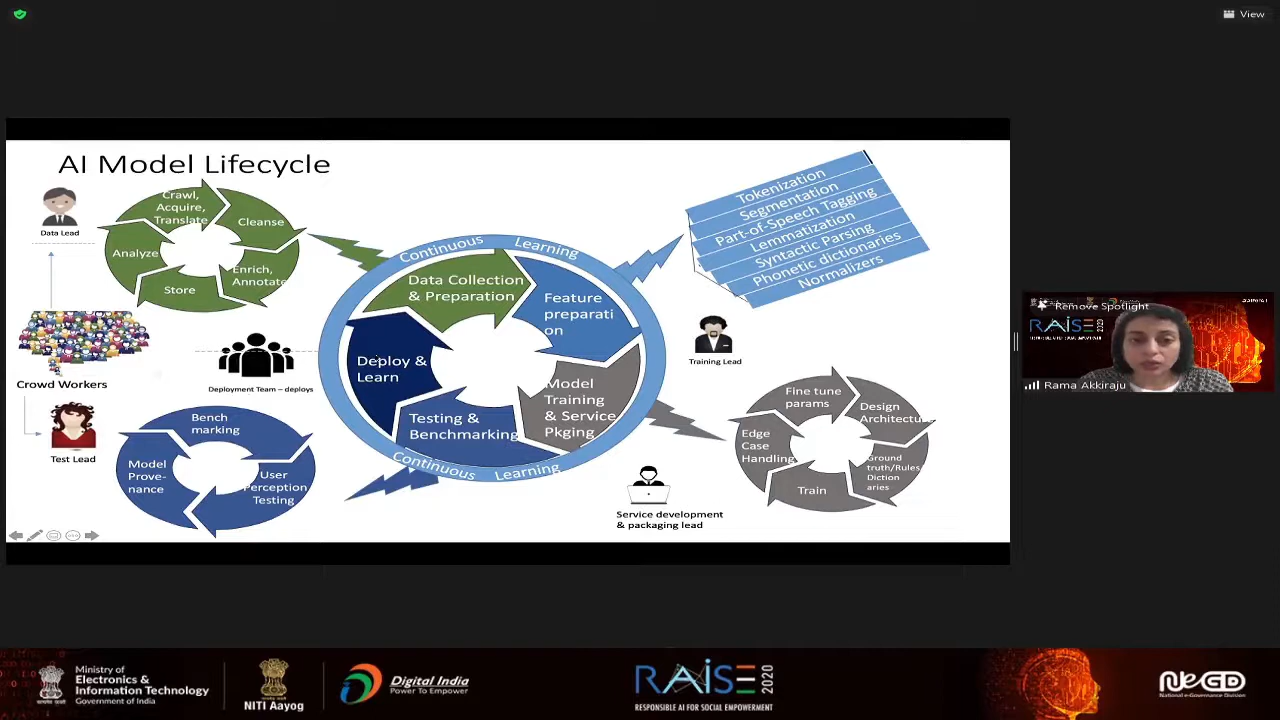 View
AI Model Lifecycle
Data Lead
Crawl,
Acquire,
Translate
Cleanse
Enrich,
Annotate
Store
Analyze
Crowd Workers
Deployment Team – deploys
Test Lead
Bench
marking
User
Perception
Testing
Model
Prove-
nance
Continuous Learning
Data Collection
& Preparation
Feature
preparati
on
Model
Training
& Service
Pkging
Testing &
Benchmarking
Deploy &
Learn
Continuous Learning
Tokenization
Segmentation
Part-of-Speech Tagging
Lemmatization
Syntactic Parsing
Phonetic dictionaries
Normalizers
Training Lead
Service development
& packaging lead
Fine tune
params
Design
Architecture
Ground
truth/Rules
Diction
aries
Train
Edge
Case
Handling
Remove Spotlight
RAISE 2020
Rama Akkiraju
Ministry of
Electronics &
Information Technology
Government of India
NITI Aayog
Digital India
Power To Empower
RAISE 2020
RESPONSIBLE AI FOR SOCIAL EMPOWERMENT
NeGD
National e-Governance Division